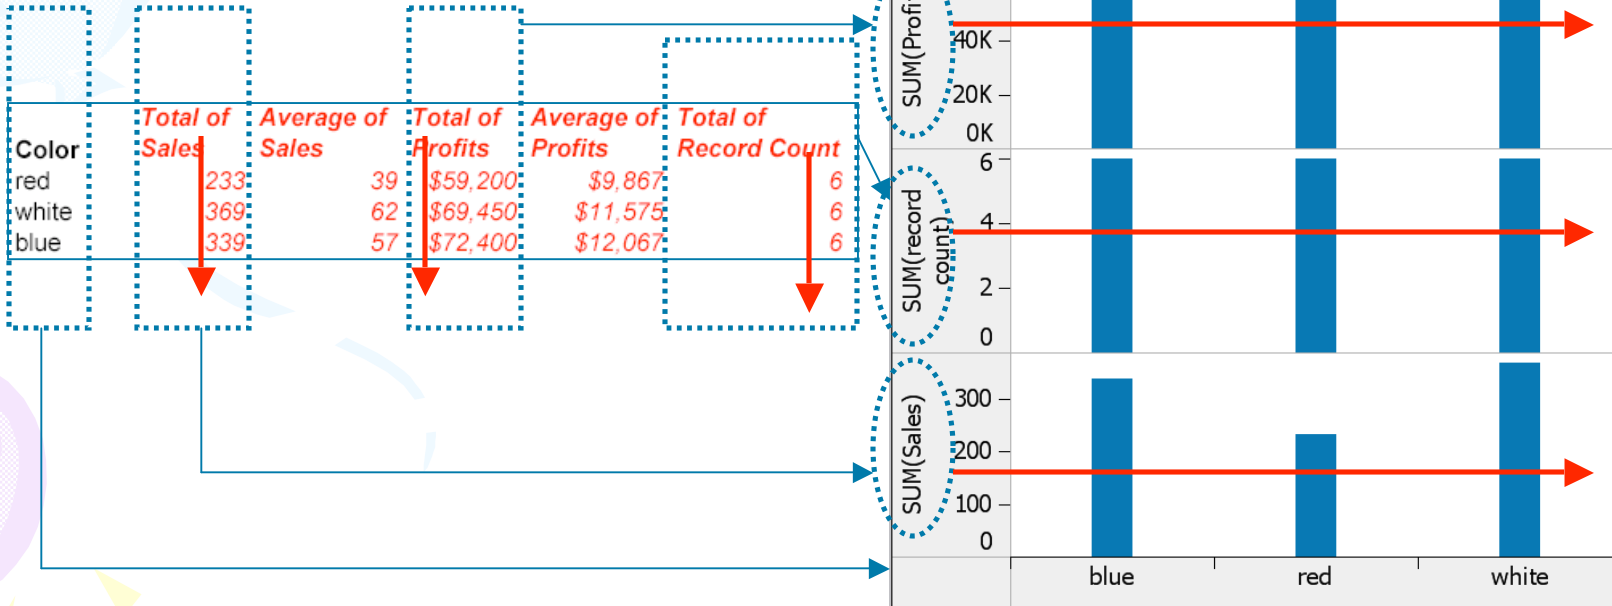 Total of Average of Total of Average of Total of
Color Sales Sales Profits Profits Record Count
red 233 39 $59,200 $9,867 6
white 369 62 $69,450 $11,575 6
blue 339 57 $72,400 $12,067 6
40K
20K
0K
6
SUM(record
count)
4
2
0
SUM(Sales)
300
200
100
0
blue red white